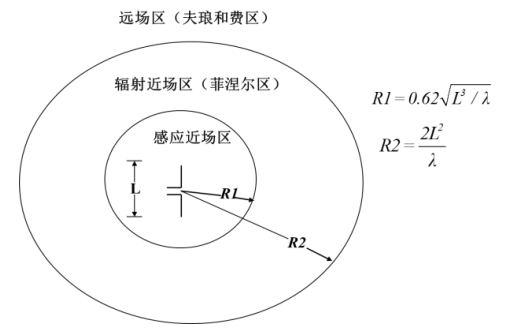 远场区（夫琅和费区）
辐射近场区（菲涅尔区）
感应近场区
L
R1
R2
R1=0.62√L³/λ
R2=2L²/λ